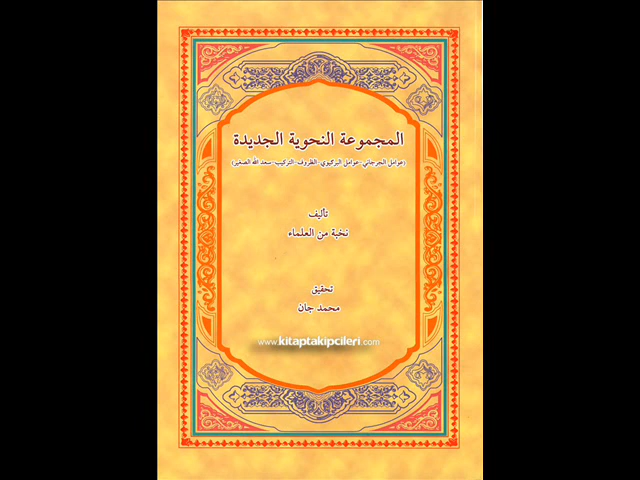 المجموعة النحوية الجديدة
(عوامل الجرجاني-عوامل البركيوي-الظروف-التركيب-سعد الله الصغير)
تأليف
نخبة من العلماء
تحقيق
محمد جان
www.kitaptakipcileri.com